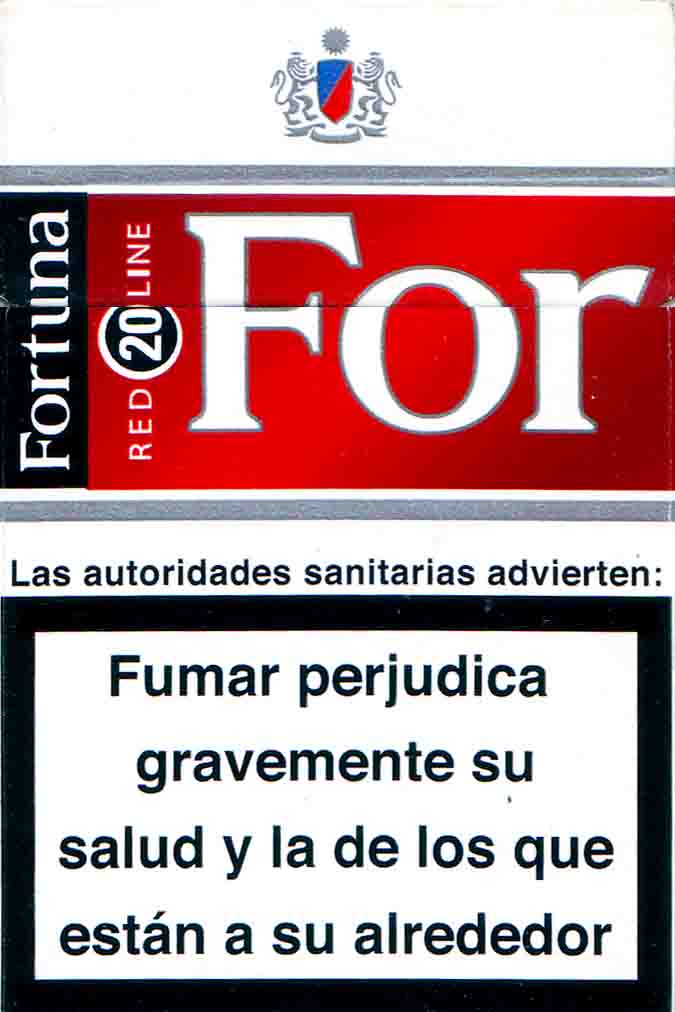 Fortuna
RED 20 LINE
For
Las autoridades sanitarias advierten:
Fumar perjudica
gravemente su
salud y la de los que
están a su alrededor